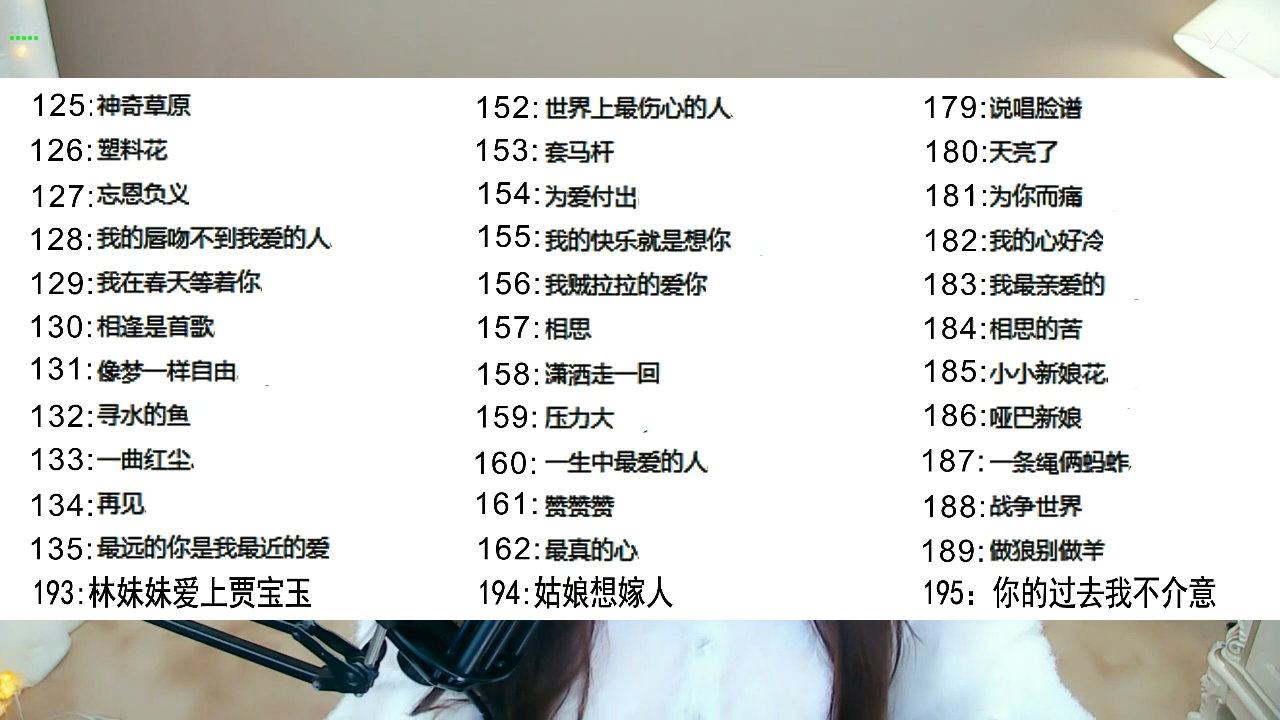 YY
125:神奇草原
126:塑料花
127:忘恩负义
128:我的唇吻不到我爱的人
129:我在春天等着你
130:相逢是首歌
131:像梦一样自由
132:寻水的鱼
133:一曲红尘
134:再见
135:最远的你是我最近的爱
193:林妹妹爱上贾宝玉
152:世界上最伤心的人
153:套马杆
154:为爱付出
155:我的快乐就是想你
156:我贼拉拉的爱你
157:相思
158:潇洒走一回
159:压力大
160:一生中最爱的人
161:赞赞赞
162:最真的心
194:姑娘想嫁人
179:说唱脸谱
180:天亮了
181:为你而痛
182:我的心好冷
183:我最亲爱的
184:相思的苦
185:小小新娘花
186:哑巴新娘
187:一条绳俩蚂蚱
188:战争世界
189:做狼别做羊
195：你的过去我不介意